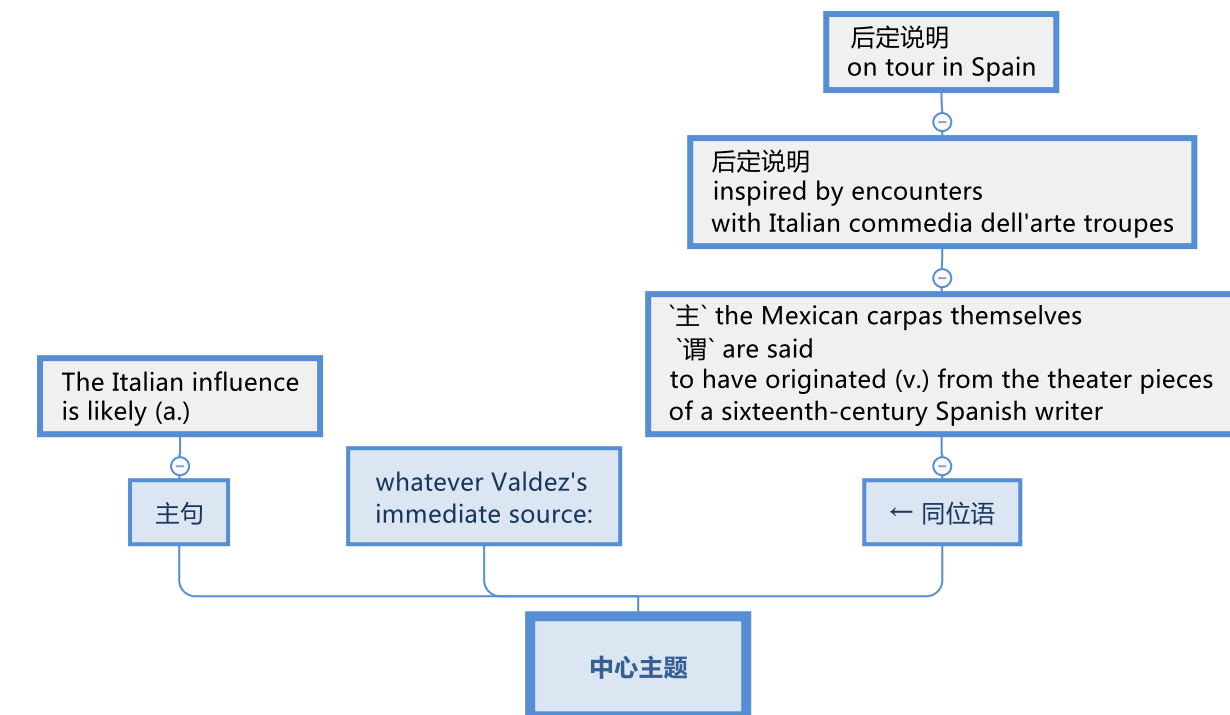 后定说明
on tour in Spain
后定说明
inspired by encounters
with Italian commedia dell'arte troupes
`主` the Mexican carpas themselves
`谓` are said
to have originated (v.) from the theater pieces
of a sixteenth-century Spanish writer
The Italian influence
is likely (a.)
主句
whatever Valdez's
immediate source:
← 同位语
中心主题